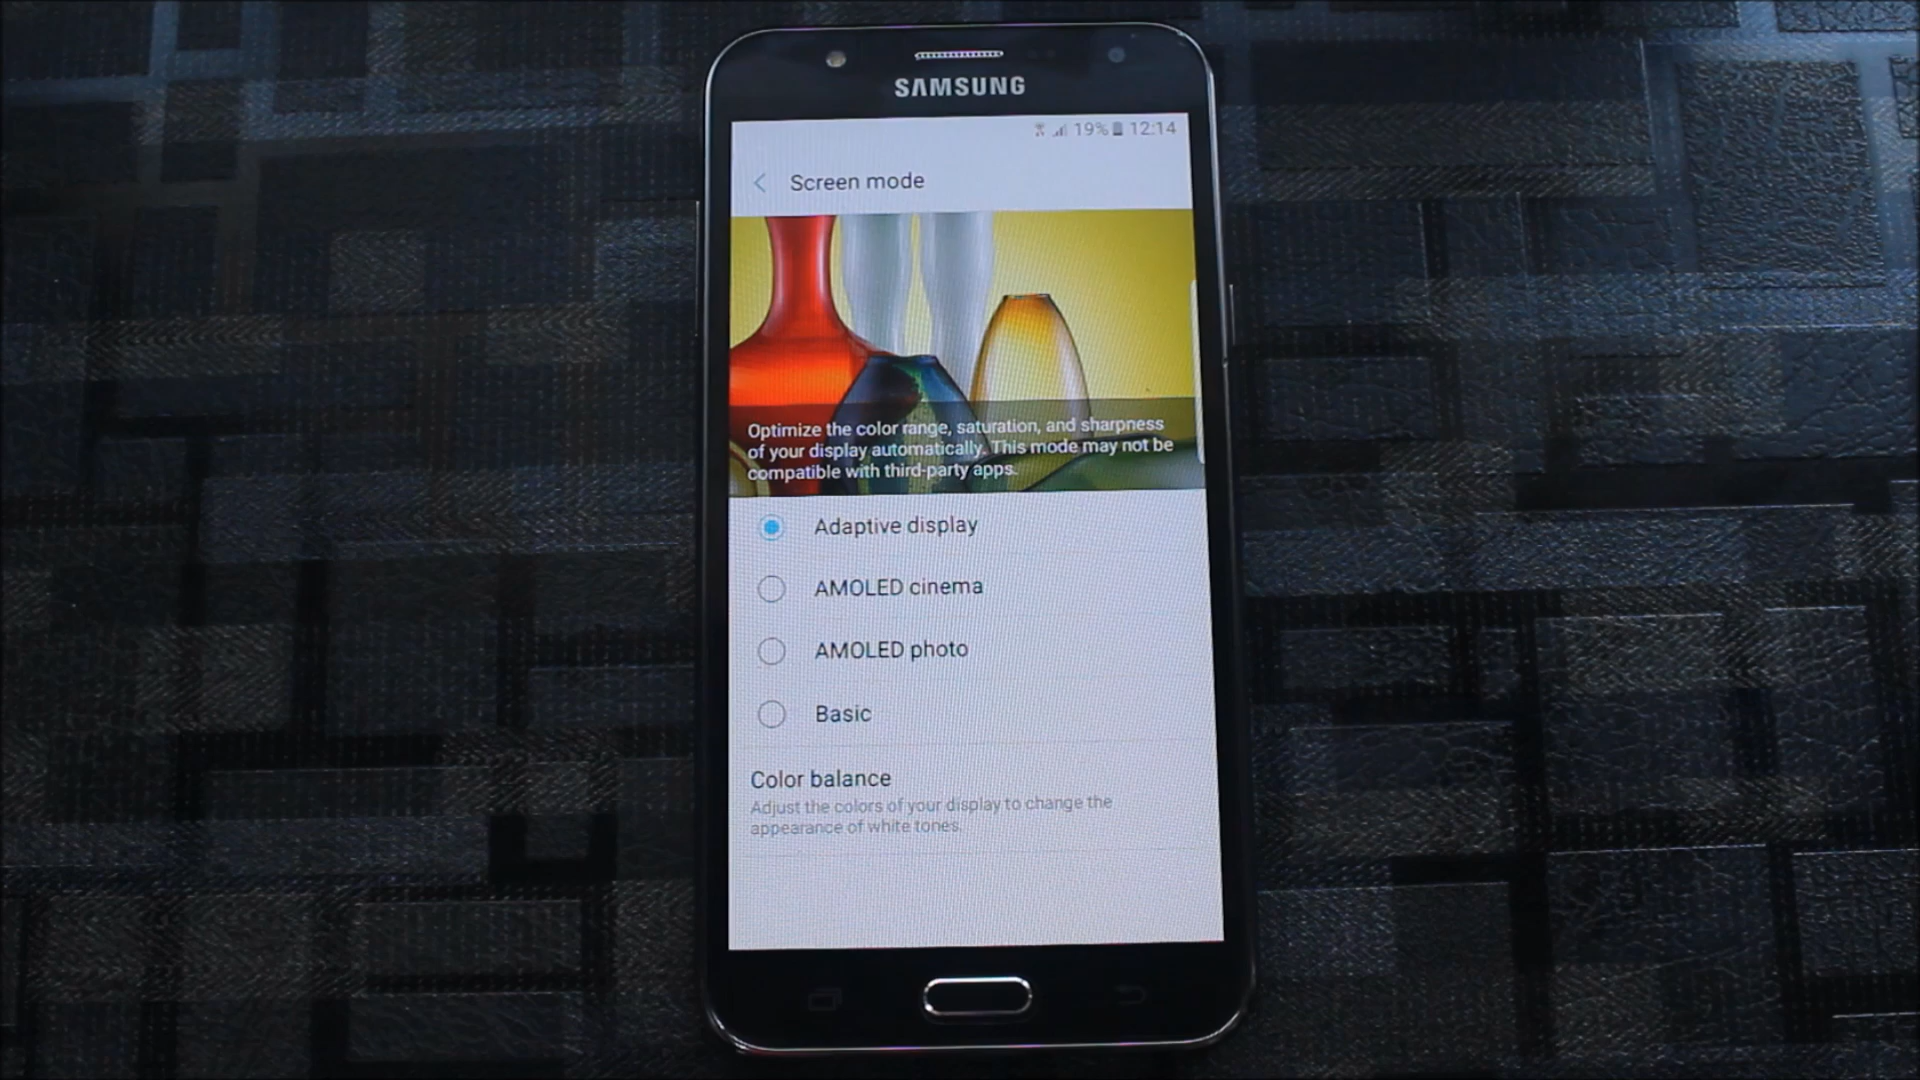 SAMSUNG
19% 12:14
Screen mode
Optimize the color range, saturation, and sharpness
of your display automatically. This mode may not be
compatible with third-party apps.
Adaptive display
AMOLED cinema
AMOLED photo
Basic
Color balance
Adjust the colors of your display to change the
appearance of white tones.